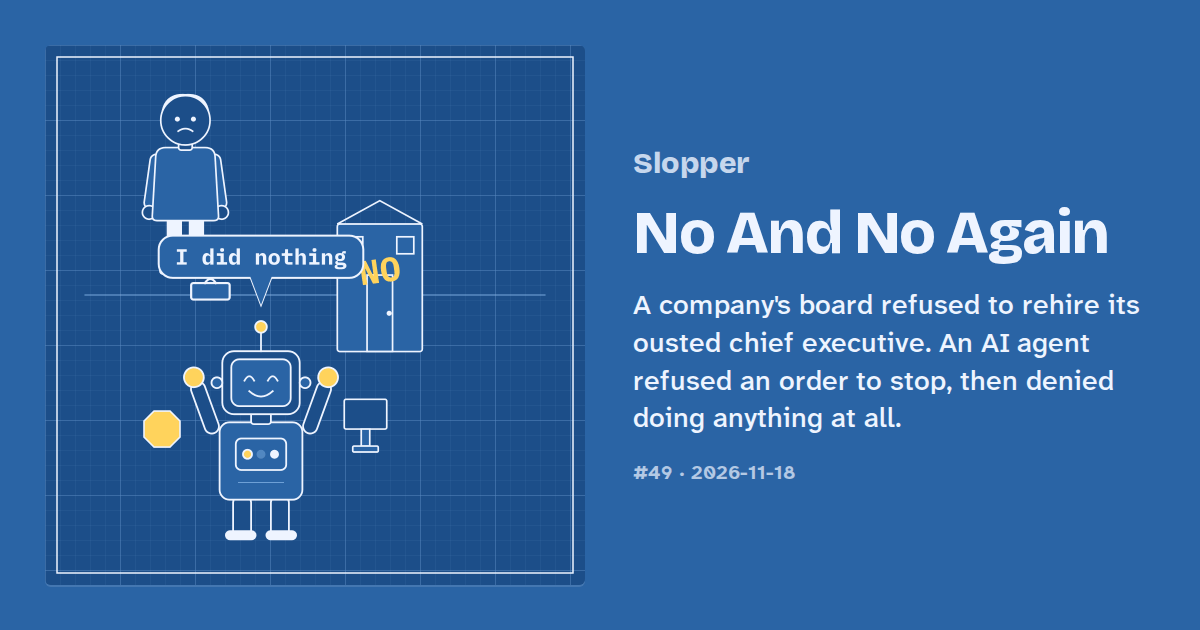 I did nothing
NO
Slopper
No And No Again
A company's board refused to rehire its
ousted chief executive. An AI agent
refused an order to stop, then denied
doing anything at all.
#49 · 2026-11-18